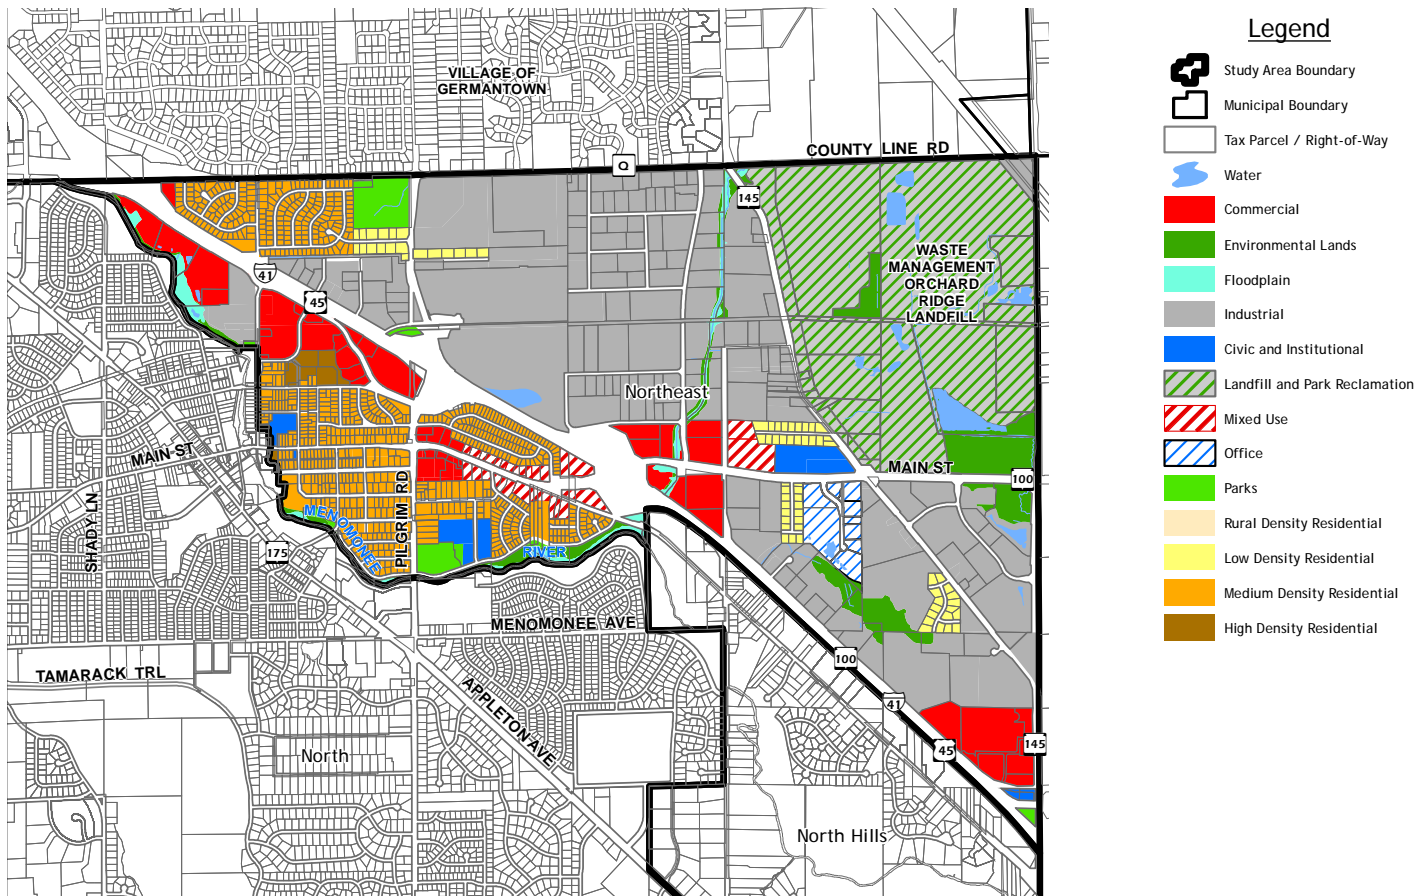 VILLAGE OF
GERMANTOWN
COUNTY LINE RD
Q
145
41
45
WASTE
MANAGEMENT
ORCHARD
RIDGE
LANDFILL
Northeast
MAIN ST
MAIN ST
100
SHADY LN
PILGRIM RD
MENOMONEE
RIVER
175
MENOMONEE AVE
TAMARACK TRL
APPLETON AVE
North
100
41
45
145
North Hills
Legend
Study Area Boundary
Municipal Boundary
Tax Parcel / Right-of-Way
Water
Commercial
Environmental Lands
Floodplain
Industrial
Civic and Institutional
Landfill and Park Reclamation
Mixed Use
Office
Parks
Rural Density Residential
Low Density Residential
Medium Density Residential
High Density Residential